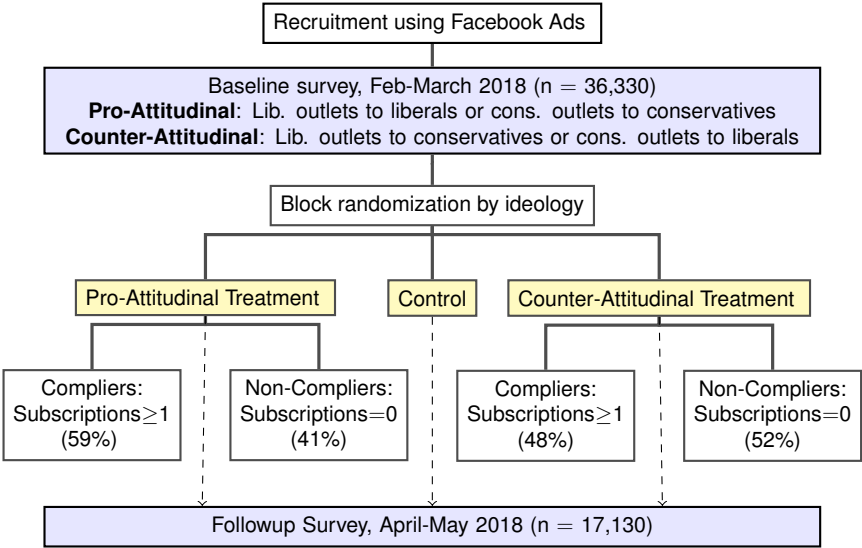 Recruitment using Facebook Ads
Baseline survey, Feb-March 2018 (n = 36,330)
Pro-Attitudinal: Lib. outlets to liberals or cons. outlets to conservatives
Counter-Attitudinal: Lib. outlets to conservatives or cons. outlets to liberals
Block randomization by ideology
Pro-Attitudinal Treatment
Control
Counter-Attitudinal Treatment
Compliers:
Subscriptions≥1
(59%)
Non-Compliers:
Subscriptions=0
(41%)
Compliers:
Subscriptions≥1
(48%)
Non-Compliers:
Subscriptions=0
(52%)
Followup Survey, April-May 2018 (n = 17,130)